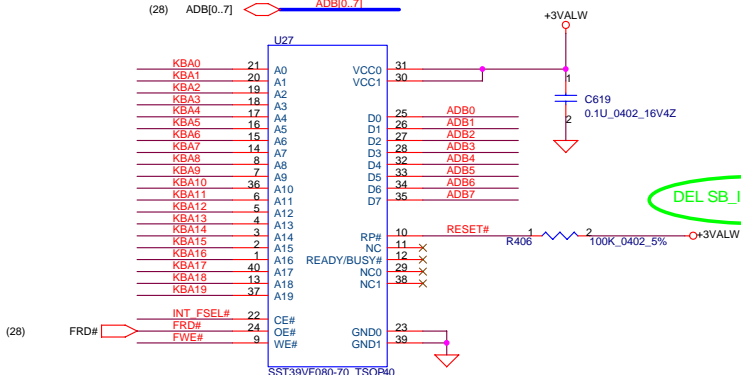 (28) ADB[0..7] ADB[0..7]
+3VALW
U27
KBA0 21 A0 VCC0 31
KBA1 20 A1 VCC1 30
KBA2 19 A2
KBA3 18 A3
KBA4 17 A4 D0 25 ADB0
KBA5 16 A5 D1 26 ADB1
KBA6 15 A6 D2 27 ADB2
KBA7 14 A7 D3 28 ADB3
KBA8 8 A8 D4 32 ADB4
KBA9 7 A9 D5 33 ADB5
KBA10 36 A10 D6 34 ADB6
KBA11 6 A11 D7 35 ADB7
KBA12 5 A12
KBA13 4 A13
KBA14 3 A14 RP# 10 RESET#
KBA15 2 A15 NC 11
KBA16 1 A16 READY/BUSY# 12
KBA17 40 A17 NC0 29
KBA18 13 A18 NC1 38
KBA19 37 A19
INT_FSEL# 22 CE#
(28) FRD# FRD# 24 OE# GND0 23
FWE# 9 WE# GND1 39
SST39VF080-70_TSOP40
1
C619
0.1U_0402_16V4Z
2
DEL SB_
R406 1 2 100K_0402_5% +3VALW